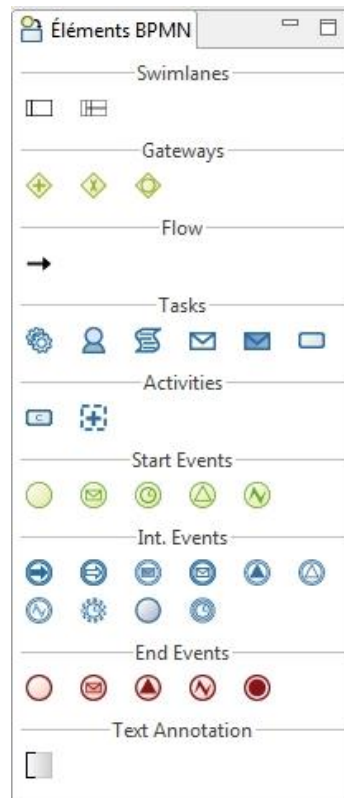 Éléments BPMN
Swimlanes
Gateways
Flow
Tasks
Activities
C
Start Events
Int. Events
End Events
Text Annotation